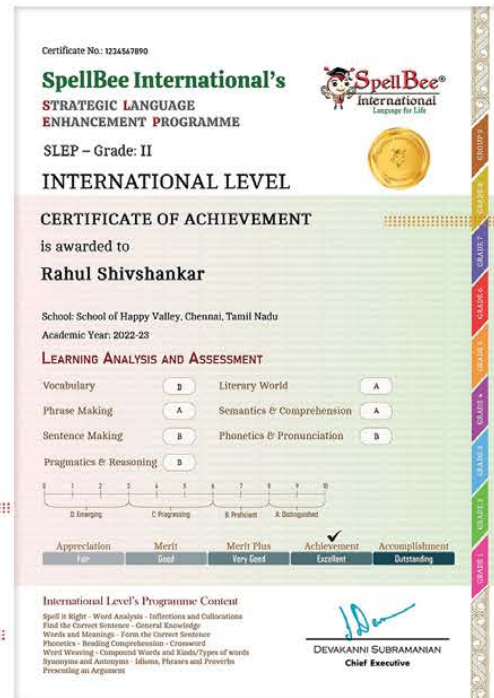 Certificate No.: 1234567890
SpellBee International's
STRATEGIC LANGUAGE
ENHANCEMENT PROGRAMME
SLEP – Grade: II
INTERNATIONAL LEVEL
SpellBee®
International
Language for Life
CERTIFICATE OF ACHIEVEMENT
is awarded to
Rahul Shivshankar
School: School of Happy Valley, Chennai, Tamil Nadu
Academic Year: 2022-23
LEARNING ANALYSIS AND ASSESSMENT
Vocabulary B Literary World A
Phrase Making A Semantics & Comprehension A
Sentence Making B Phonetics & Pronunciation B
Pragmatics & Reasoning B
0 1 2 3 4 5 6 7 8 9 10
D: Emerging C: Progressing B: Proficient A: Distinguished
Appreciation Merit Merit Plus Achievement Accomplishment
Fair Good Very Good Excellent Outstanding
International Level's Programme Content
Spell it Right - Word Analysis - Inflections and Collocations
Find the Correct Sentence - General Knowledge
Words and Meanings - Form the Correct Sentence
Phonetics - Reading Comprehension - Crossword
Word Weaving - Compound Words and Kinds/Types of words
Synonyms and Antonyms - Idioms, Phrases and Proverbs
Presenting an Argument
DEVAKANNI SUBRAMANIAN
Chief Executive
GRADE 8
GRADE 7
GRADE 6
GRADE 5
GRADE 4
GRADE 3
GRADE 2
GRADE 1